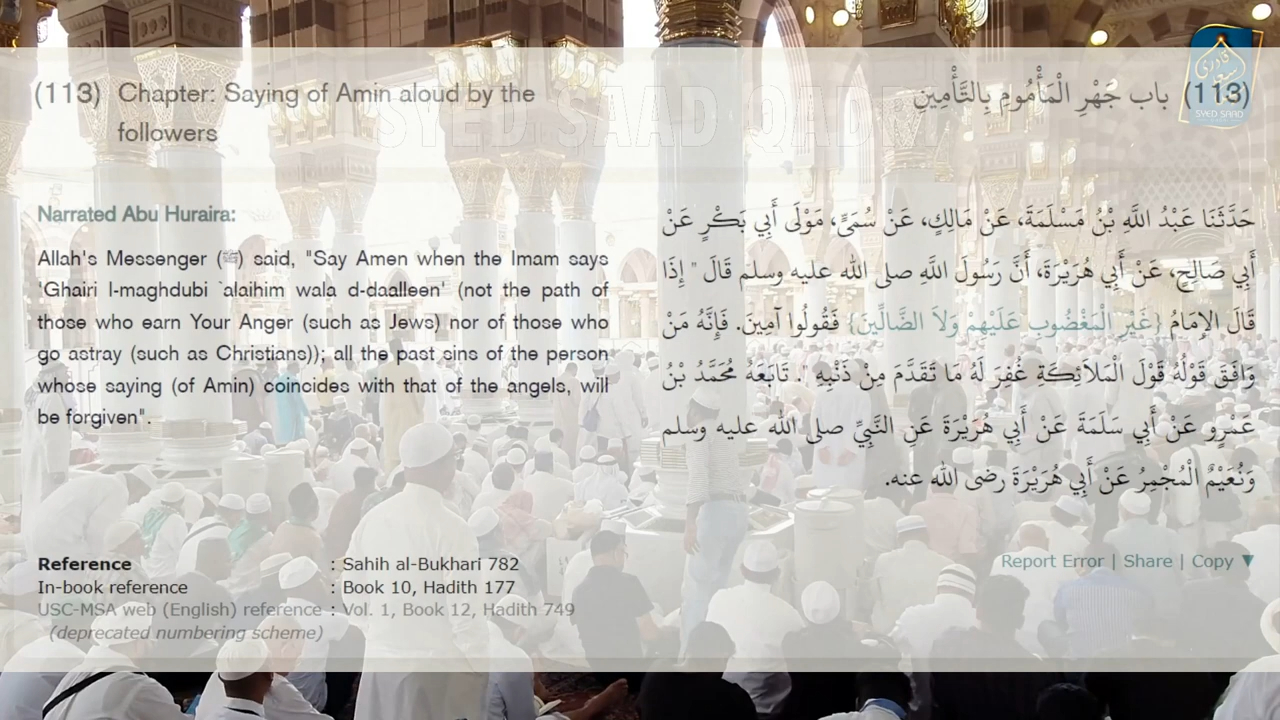 (113) Chapter: Saying of Amin aloud by the
followers
(113) باب جَهْرِ الْمَأْمُومِ بِالتَّأْمِينِ
SYED SAAD QADRI
SYED SAAD
Narrated Abu Huraira:
Allah's Messenger (ﷺ) said, "Say Amen when the Imam says
'Ghairi l-maghdubi `alaihim wala d-daalleen' (not the path of
those who earn Your Anger (such as Jews) nor of those who
go astray (such as Christians)); all the past sins of the person
whose saying (of Amin) coincides with that of the angels, will
be forgiven".
حَدَّثَنَا عَبْدُ اللَّهِ بْنُ مَسْلَمَةَ، عَنْ مَالِكٍ، عَنْ سُمَىٍّ، مَوْلَى أَبِي بَكْرٍ عَنْ
أَبِي صَالِحٍ، عَنْ أَبِي هُرَيْرَةَ، أَنَّ رَسُولَ اللَّهِ صلى الله عليه وسلم قَالَ " إِذَا
قَالَ الإِمَامُ {غَيْرِ الْمَغْضُوبِ عَلَيْهِمْ وَلاَ الضَّالِّينَ} فَقُولُوا آمِينَ. فَإِنَّهُ مَنْ
وَافَقَ قَوْلُهُ قَوْلَ الْمَلاَئِكَةِ غُفِرَ لَهُ مَا تَقَدَّمَ مِنْ ذَنْبِهِ ". تَابَعَهُ مُحَمَّدُ بْنُ
عَمْرٍو عَنْ أَبِي سَلَمَةَ عَنْ أَبِي هُرَيْرَةَ عَنِ النَّبِيِّ صلى الله عليه وسلم
وَنُعَيْمٌ الْمُجْمِرُ عَنْ أَبِي هُرَيْرَةَ رضى الله عنه.
Reference : Sahih al-Bukhari 782
In-book reference : Book 10, Hadith 177
USC-MSA web (English) reference : Vol. 1, Book 12, Hadith 749
(deprecated numbering scheme)
Report Error | Share | Copy ▼